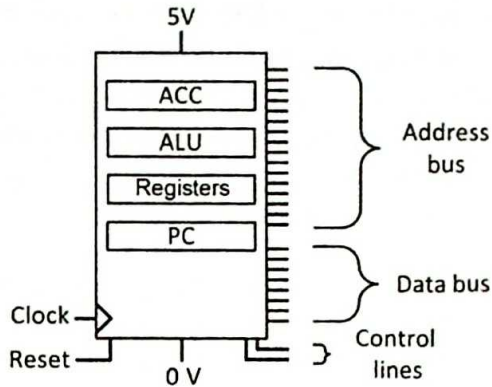 5V
ACC
ALU
Registers
PC
Address
bus
Data bus
Clock
Control
lines
Reset
0 V